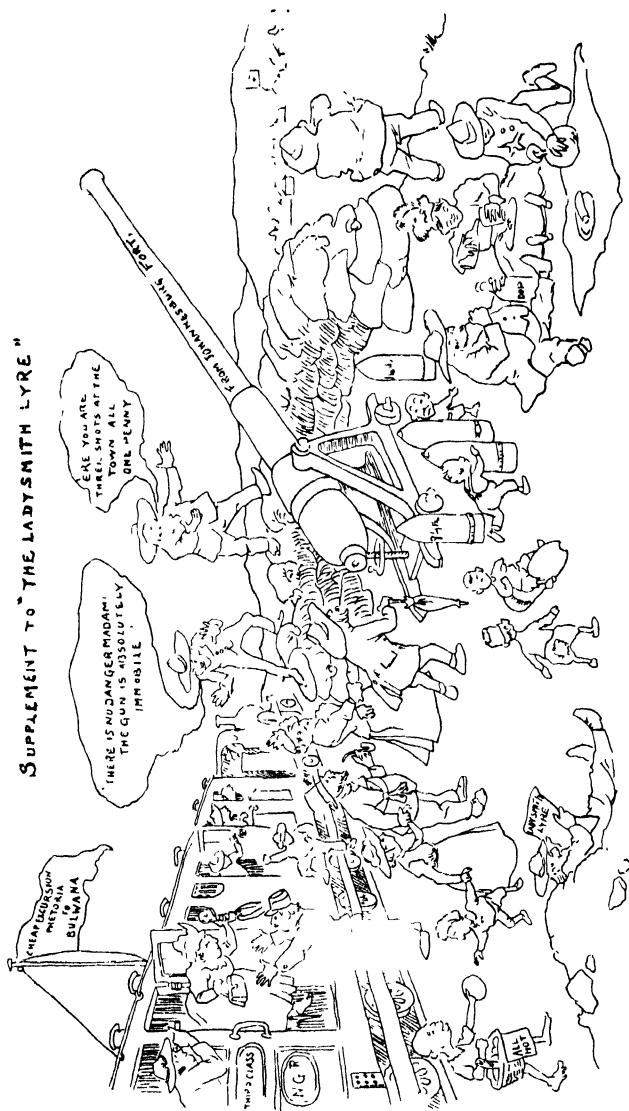 SUPPLEMENT TO "THE LADYSMITH LYRE"
CHEAP EXCURSION
PRETORIA
TO
BULWANA
'THERE IS NO DANGER MADAM!
THE GUN IS ABSOLUTELY
IMMOBILE'
'ERE YOU ARE
THREE SHOTS AT THE
TOWN ALL
ONE PENNY
FROM JOHANNESBURG FORT.
THIRD CLASS
NGR
ALL
HOT
LADYSMITH
LYRE
DOP